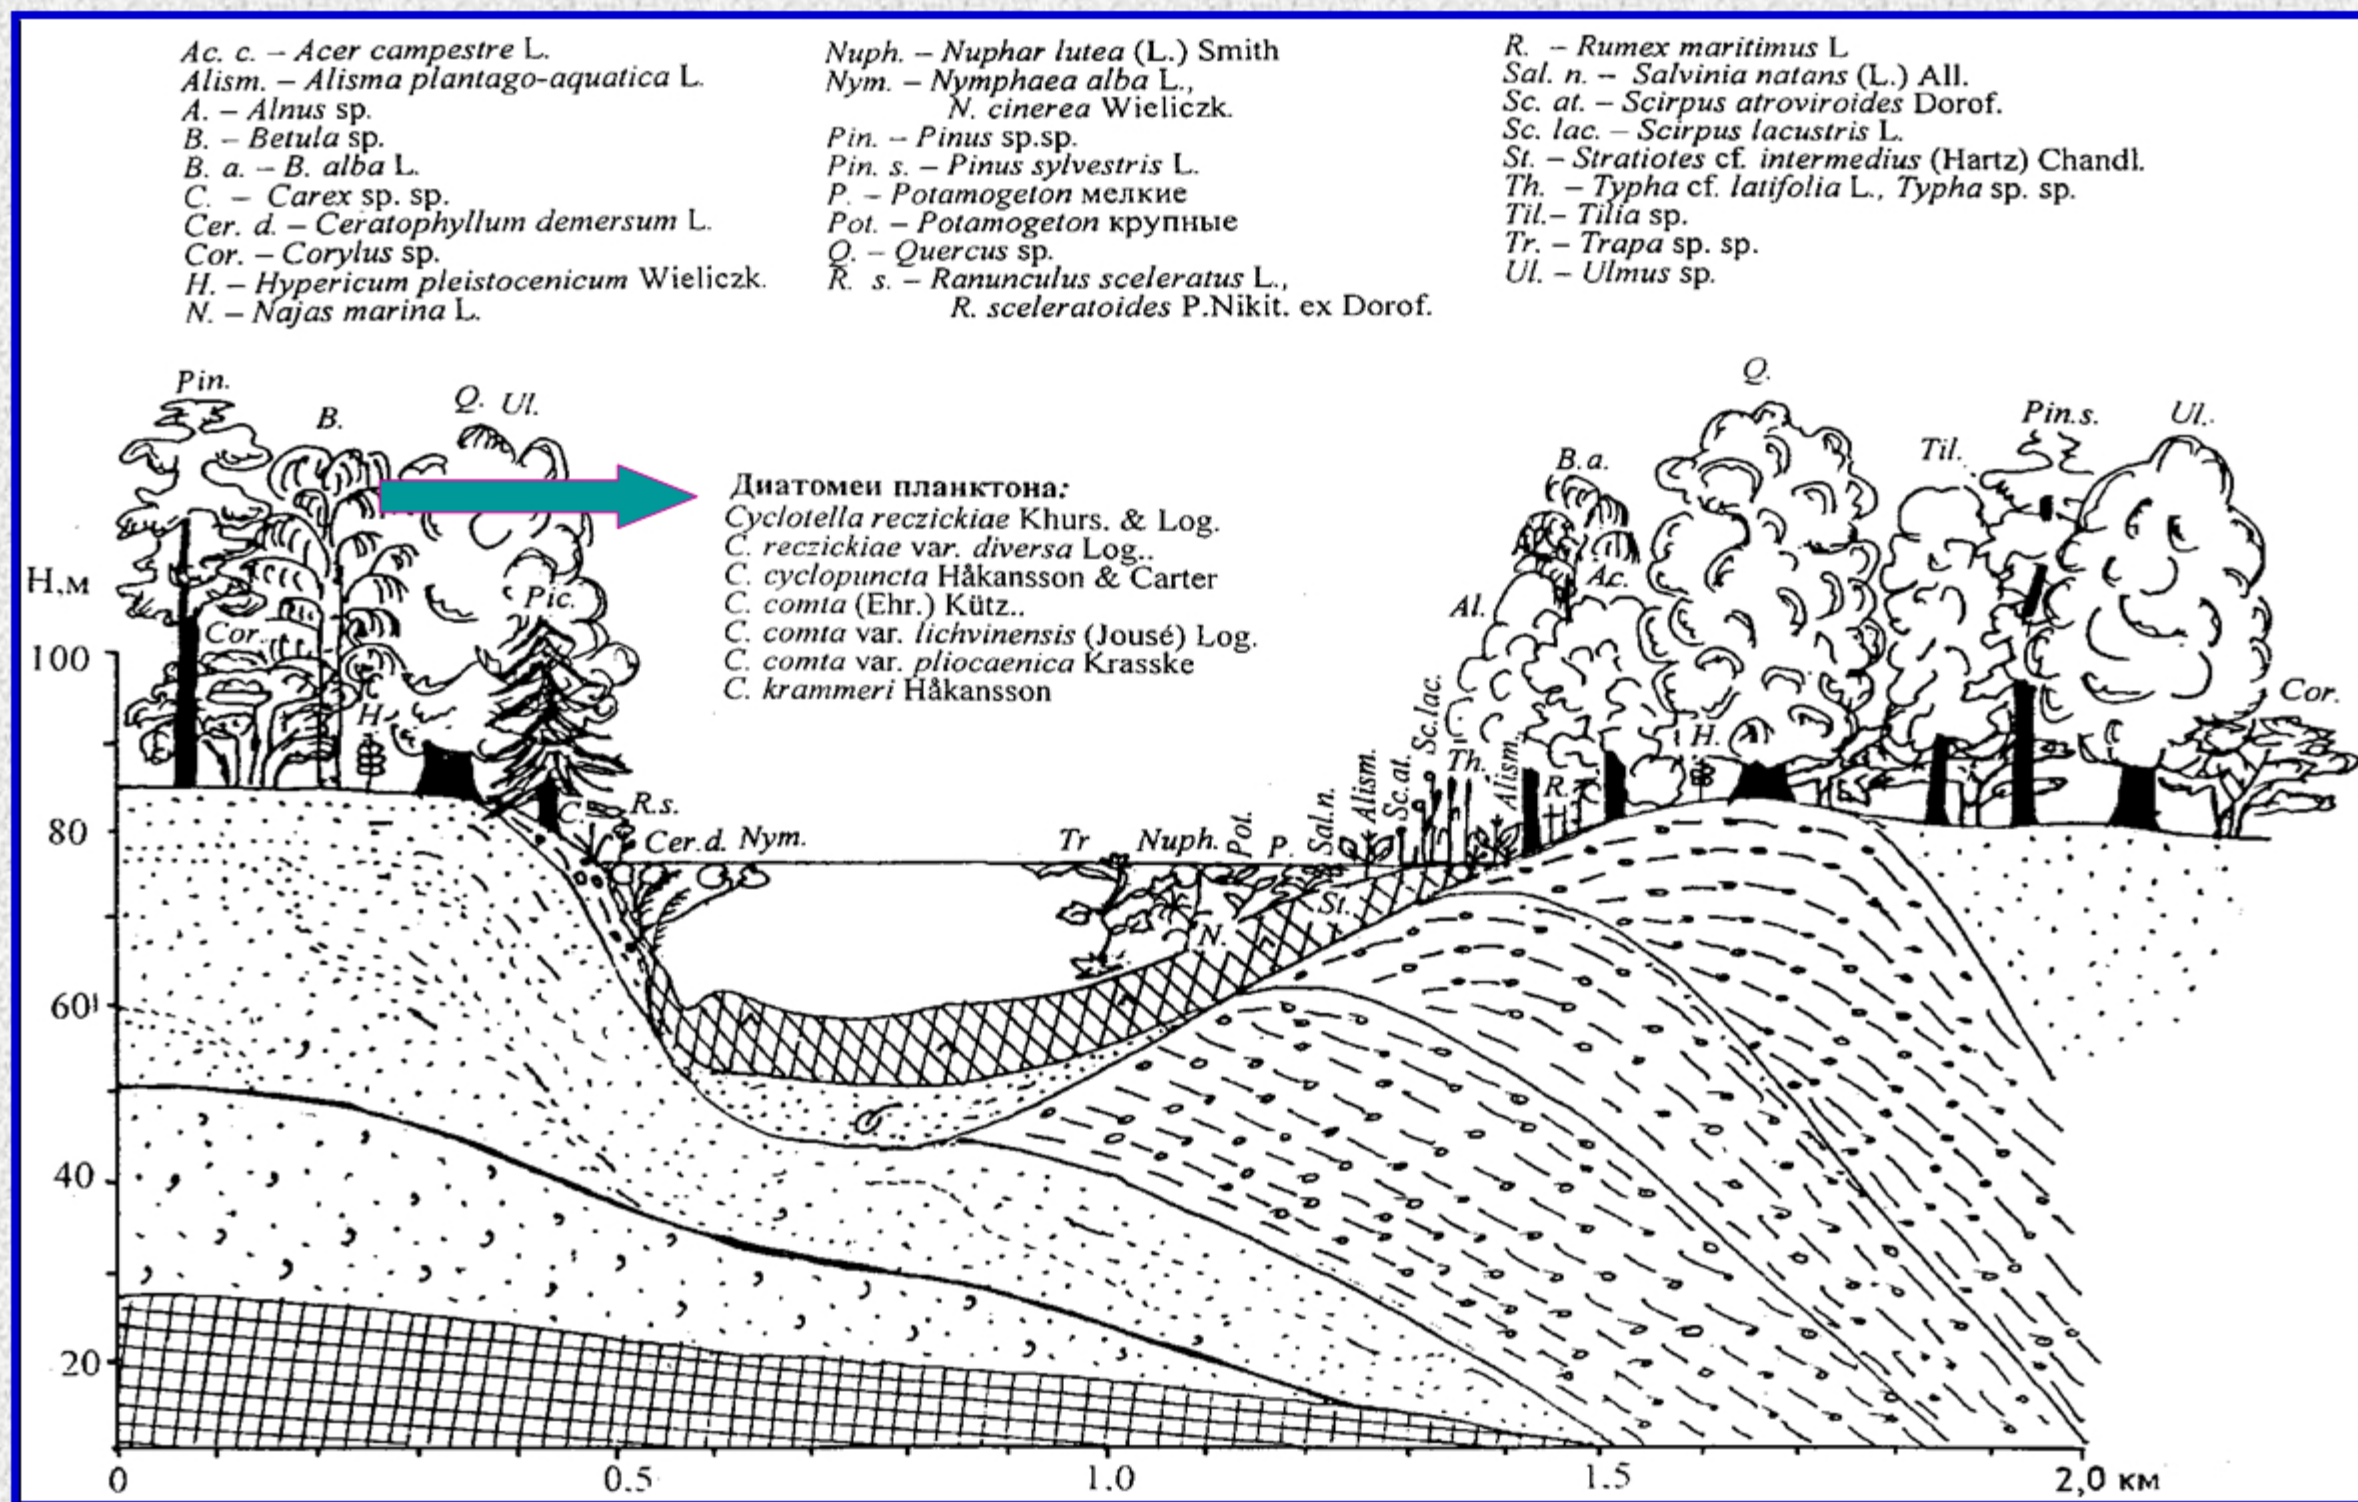 Ac. c. – Acer campestre L.
Alism. – Alisma plantago-aquatica L.
A. – Alnus sp.
B. – Betula sp.
B. a. – B. alba L.
C. – Carex sp. sp.
Cer. d. – Ceratophyllum demersum L.
Cor. – Corylus sp.
H. – Hypericum pleistocenicum Wieliczk.
N. – Najas marina L.
Nuph. – Nuphar lutea (L.) Smith
Nym. – Nymphaea alba L.,
N. cinerea Wieliczk.
Pin. – Pinus sp.sp.
Pin. s. – Pinus sylvestris L.
P. – Potamogeton мелкие
Pot. – Potamogeton крупные
Q. – Quercus sp.
R. s. – Ranunculus sceleratus L.,
R. sceleratoides P.Nikit. ex Dorof.
R. – Rumex maritimus L
Sal. n. – Salvinia natans (L.) All.
Sc. at. – Scirpus atroviroides Dorof.
Sc. lac. – Scirpus lacustris L.
St. – Stratiotes cf. intermedius (Hartz) Chandl.
Th. – Typha cf. latifolia L., Typha sp. sp.
Til.– Tilia sp.
Tr. – Trapa sp. sp.
Ul. – Ulmus sp.
Pin.
B.
Q. Ul.
Диатомеи планктона:
Cyclotella reczickiae Khurs. & Log.
C. reczickiae var. diversa Log..
C. cyclopuncta Håkansson & Carter
C. comta (Ehr.) Kütz..
C. comta var. lichvinensis (Jousé) Log.
C. comta var. pliocaenica Krasske
C. krammeri Håkansson
Q.
B.a.
Til.
Pin.s.
Ul.
Н,м
Pic.
Ac.
Al.
Cor.
Cor.
100
H.
H.
Sc.lac.
Th.
Alism.
Sc.at.
Alism.
R.
C.
R.s.
80
Cer.d. Nym.
Tr
Nuph.
Pot.
P.
Sal.n.
St.
N.
60
40
20
0
0.5
1.0
1.5
2,0 км